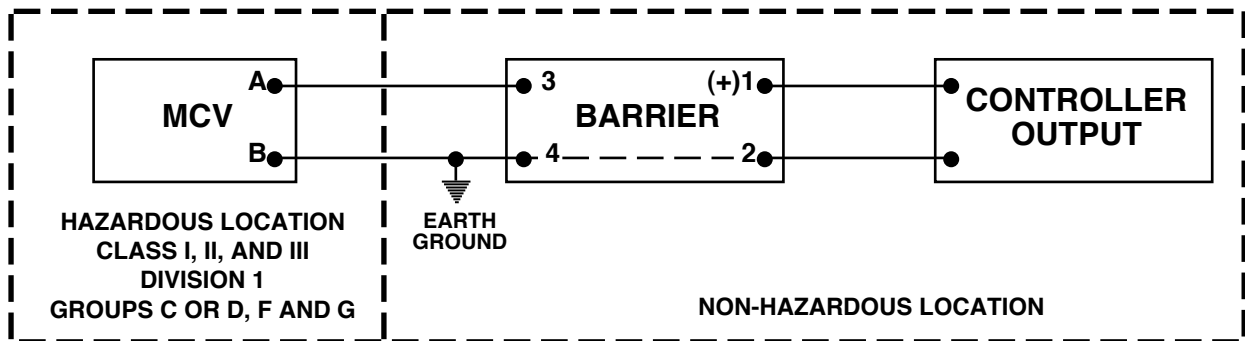 A
3
(+)1
MCV
BARRIER
CONTROLLER
OUTPUT
B
4
2
EARTH
GROUND
HAZARDOUS LOCATION
CLASS I, II, AND III
DIVISION 1
GROUPS C OR D, F AND G
NON-HAZARDOUS LOCATION